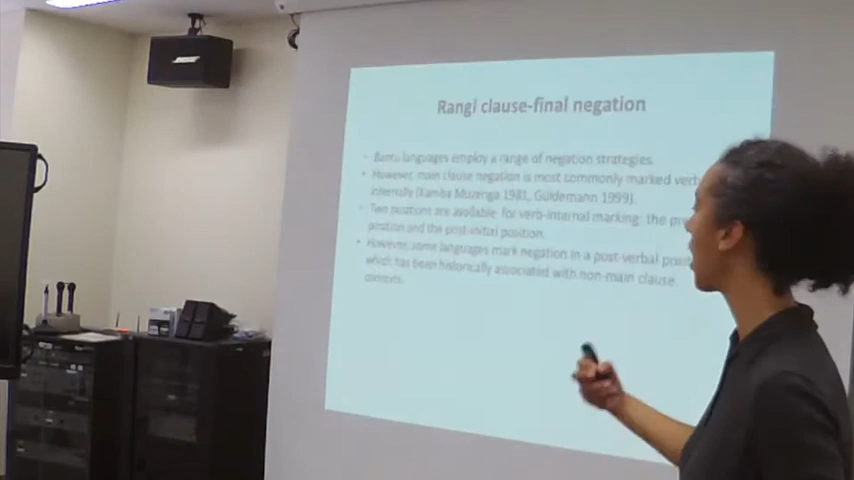 BOSE
Rangi clause-final negation
• Bantu languages employ a range of negation strategies.
• However, main clause negation is most commonly marked verb
internally (Kamba Muzenga 1981, Güldemann 1999).
• Two positions are available for verb-internal marking: the pre
position and the post-initial position.
• However, some languages mark negation in a post-verbal posit
which has been historically associated with non-main clause
contexts.